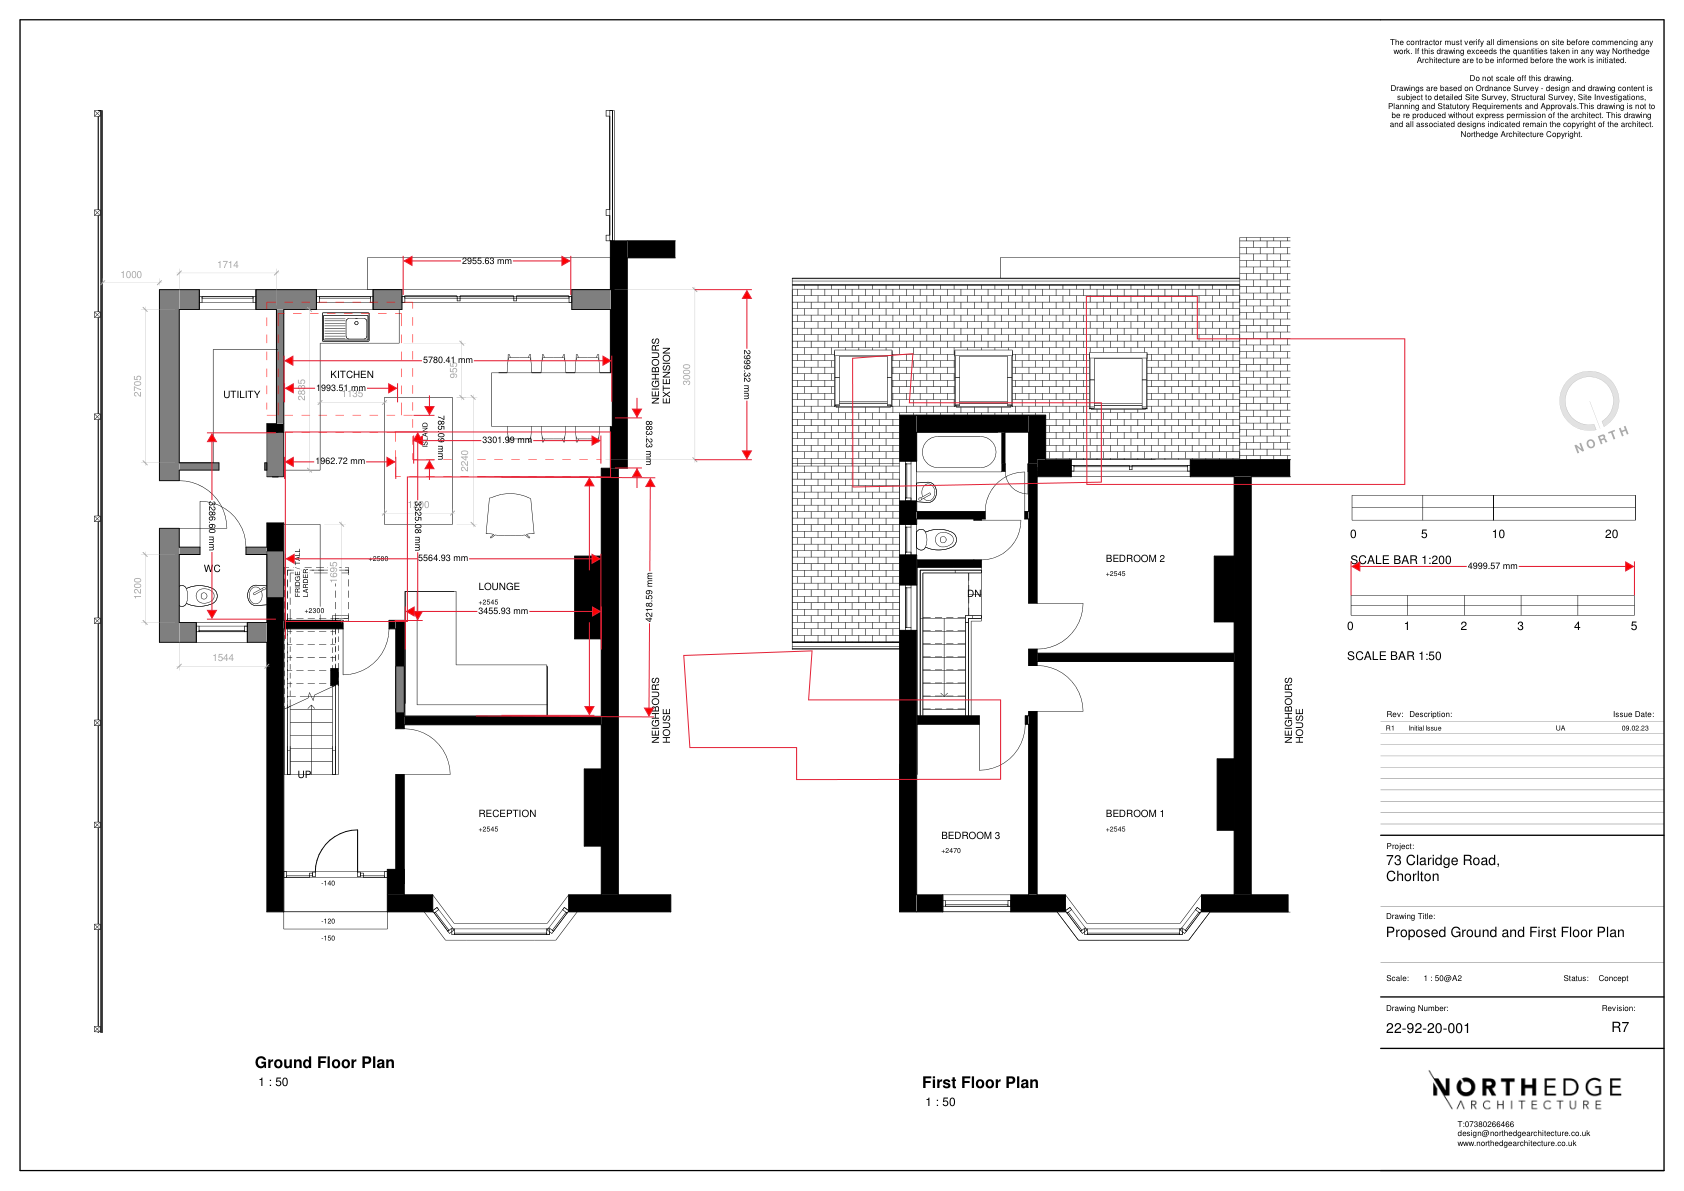 The contractor must verify all dimensions on site before commencing any
work. If this drawing exceeds the quantities taken in any way Northedge
Architecture are to be informed before the work is initiated.
Do not scale off this drawing.
Drawings are based on Ordnance Survey - design and drawing content is
subject to detailed Site Survey, Structural Survey, Site Investigations,
Planning and Statutory Requirements and Approvals.This drawing is not to
be re produced without express permission of the architect. This drawing
and all associated designs indicated remain the copyright of the architect.
Northedge Architecture Copyright.
1000
1714
2955.63 mm
2705
2835
UTILITY
KITCHEN
5780.41 mm
1993.51 mm
1135
955
ISLAND
785.09 mm
3301.99 mm
1962.72 mm
2240
NEIGHBOURS
EXTENSION
883.23 mm
3000
2999.32 mm
3286.60 mm
3325.08 mm
+2500
5564.93 mm
FRIDGE/ TALL
LARDER
1695
WC
1200
LOUNGE
+2545
+2300
3455.93 mm
4218.59 mm
1544
NEIGHBOURS
HOUSE
UP
RECEPTION
+2545
-140
-120
-150
Ground Floor Plan
1 : 50
BEDROOM 2
+2545
DN
BEDROOM 3
+2470
BEDROOM 1
+2545
NEIGHBOURS
HOUSE
First Floor Plan
1 : 50
NORTH
0 5 10 20
SCALE BAR 1:200
4999.57 mm
0 1 2 3 4 5
SCALE BAR 1:50
Rev: Description: Issue Date:
R1 Initial Issue UA 09.02.23
Project:
73 Claridge Road,
Chorlton
Drawing Title:
Proposed Ground and First Floor Plan
Scale: 1 : 50@A2 Status: Concept
Drawing Number: Revision:
22-92-20-001 R7
NORTHEDGE
ARCHITECTURE
T:07380266466
design@northedgearchitecture.co.uk
www.northedgearchitecture.co.uk